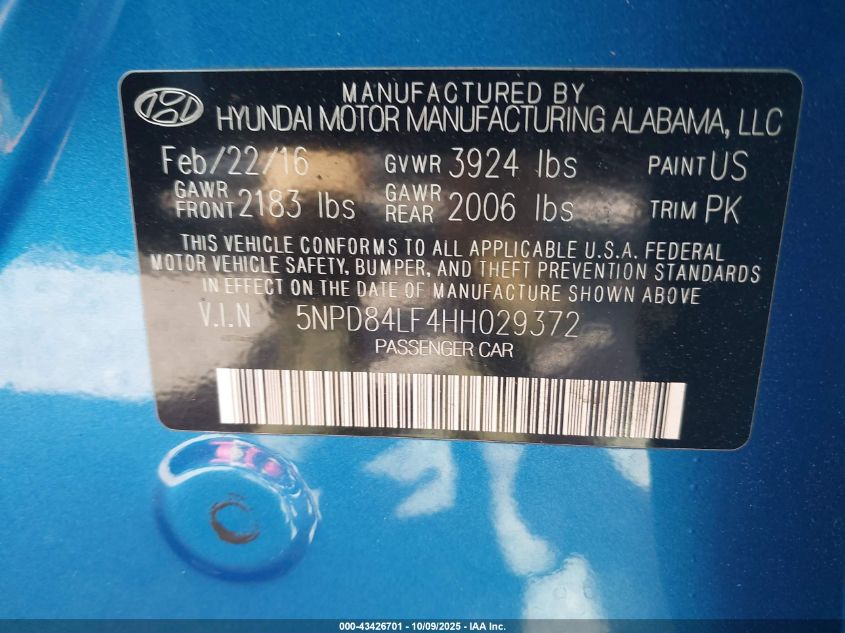 MANUFACTURED BY
HYUNDAI MOTOR MANUFACTURING ALABAMA, LLC
Feb/22/16 GVWR 3924 lbs PAINT US
GAWR FRONT 2183 lbs GAWR REAR 2006 lbs TRIM PK
THIS VEHICLE CONFORMS TO ALL APPLICABLE U.S.A. FEDERAL
MOTOR VEHICLE SAFETY, BUMPER, AND THEFT PREVENTION STANDARDS
IN EFFECT ON THE DATE OF MANUFACTURE SHOWN ABOVE
V.I.N 5NPD84LF4HH029372
PASSENGER CAR
000-43426701 - 10/09/2025 - IAA Inc.